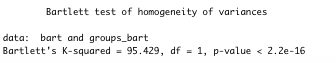 Bartlett test of homogeneity of variances
data: bart and groups_bart
Bartlett's K-squared = 95.429, df = 1, p-value < 2.2e-16